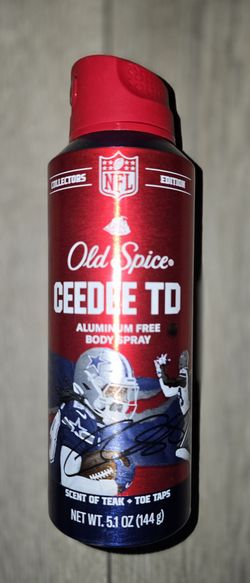 NFL
COLLECTORS EDITION
Old Spice®
CEEDEE TD
ALUMINUM FREE
BODY SPRAY
SCENT OF TEAK + TOE TAPS
NET WT. 5.1 OZ (144 g)